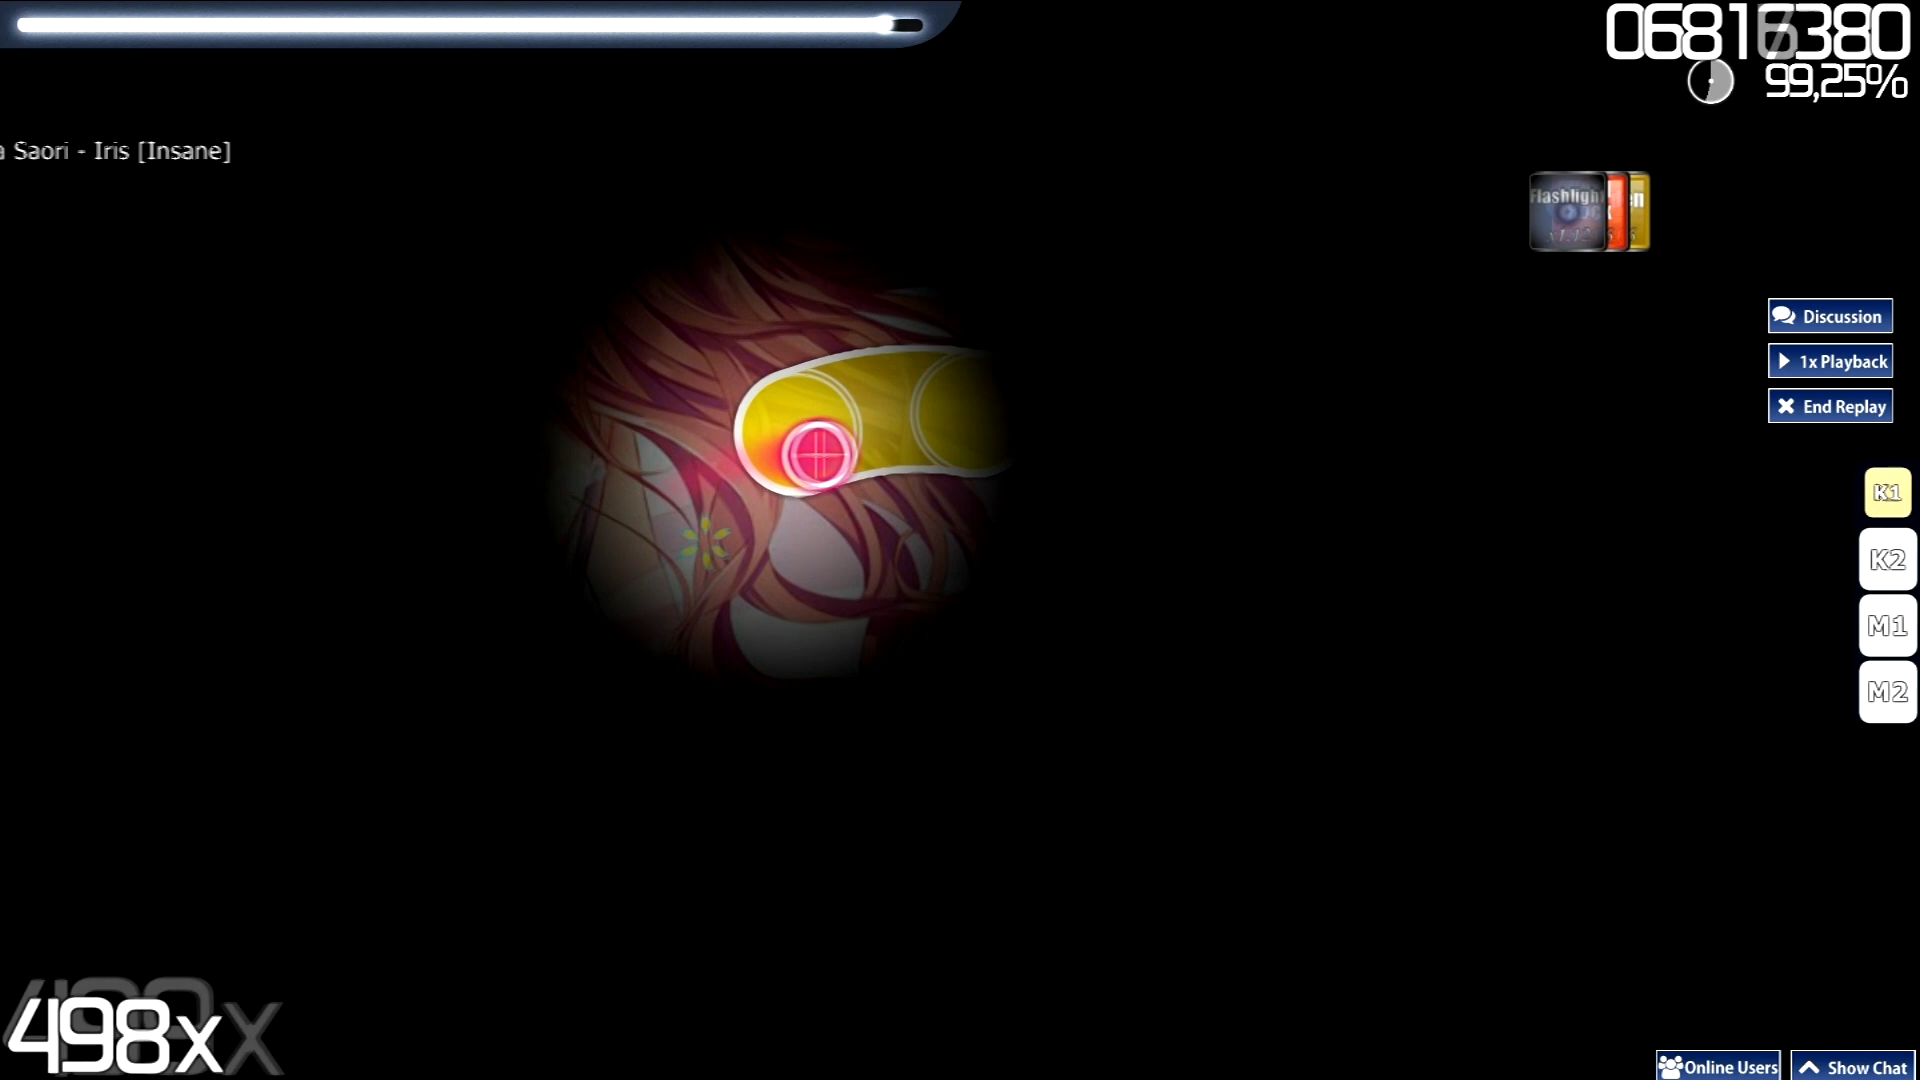 99,25%
a Saori - Iris [Insane]
Flashlight
Discussion
1x Playback
End Replay
K1
K2
M1
M2
498x
Online Users
Show Chat